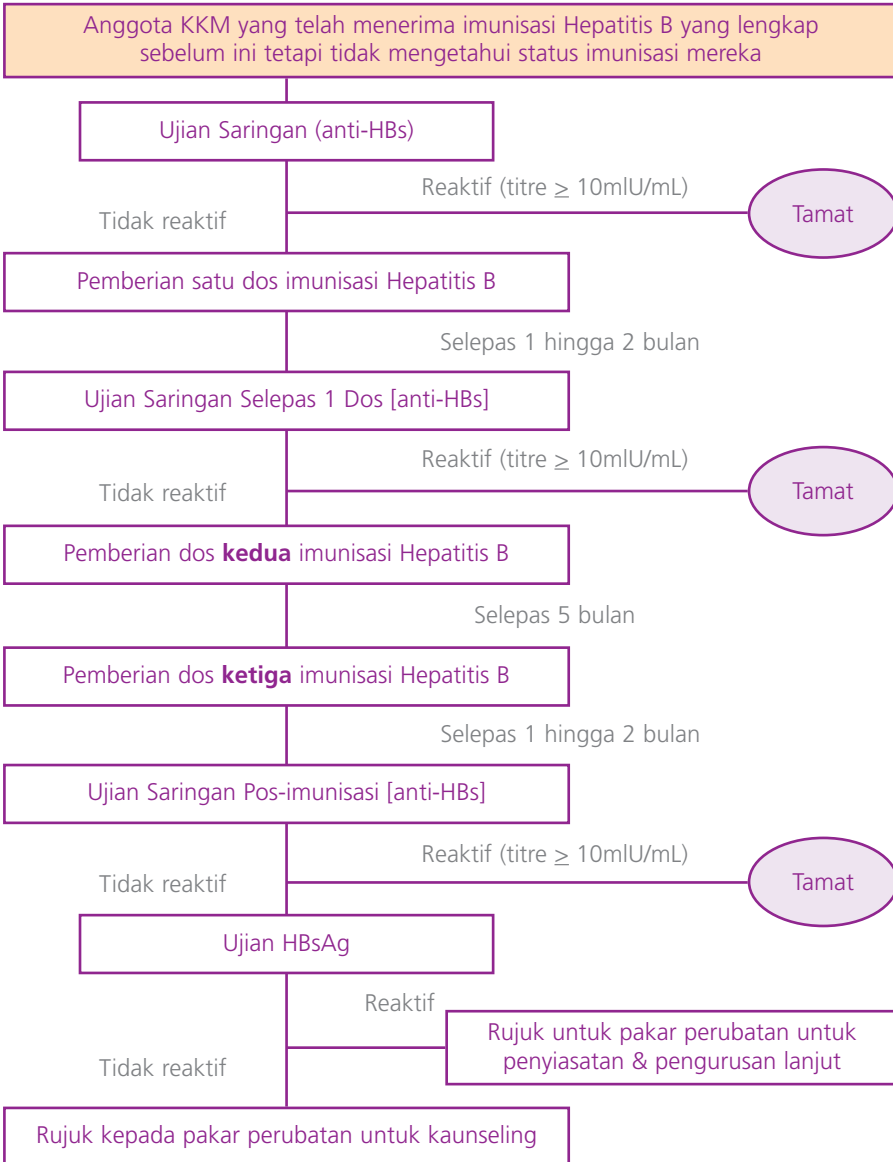 Anggota KKM yang telah menerima imunisasi Hepatitis B yang lengkap
sebelum ini tetapi tidak mengetahui status imunisasi mereka
Ujian Saringan (anti-HBs)
Reaktif (titre ≥ 10mlU/mL)
Tamat
Tidak reaktif
Pemberian satu dos imunisasi Hepatitis B
Selepas 1 hingga 2 bulan
Ujian Saringan Selepas 1 Dos [anti-HBs]
Reaktif (titre ≥ 10mlU/mL)
Tamat
Tidak reaktif
Pemberian dos kedua imunisasi Hepatitis B
Selepas 5 bulan
Pemberian dos ketiga imunisasi Hepatitis B
Selepas 1 hingga 2 bulan
Ujian Saringan Pos-imunisasi [anti-HBs]
Reaktif (titre ≥ 10mlU/mL)
Tamat
Tidak reaktif
Ujian HBsAg
Reaktif
Rujuk untuk pakar perubatan untuk
penyiasatan & pengurusan lanjut
Tidak reaktif
Rujuk kepada pakar perubatan untuk kaunseling